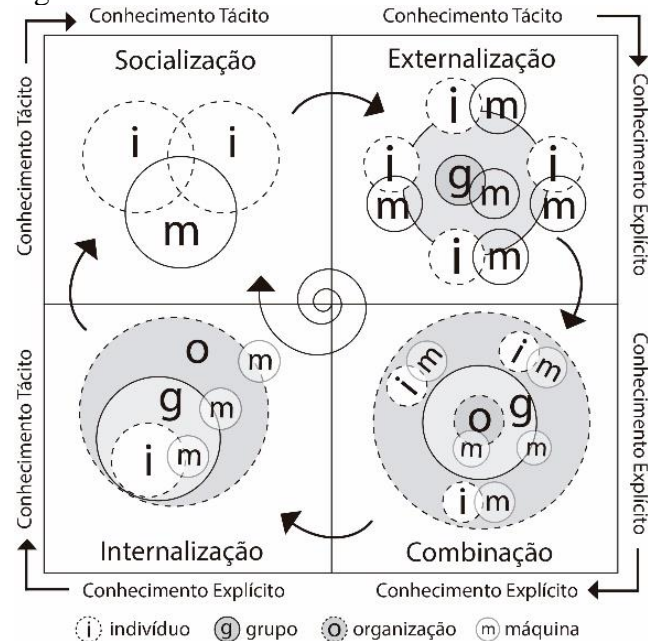 Conhecimento Tácito
Conhecimento Tácito
Conhecimento Tácito
Conhecimento Explícito
Socialização
Externalização
i
i
m
i m
i
m
g
m
i
m
i m
o
m
g
m
i
m
i
m
i
m
o
g
m
m
i m
Internalização
Combinação
Conhecimento Tácito
Conhecimento Explícito
Conhecimento Explícito
Conhecimento Explícito
i indivíduo g grupo o organização m máquina